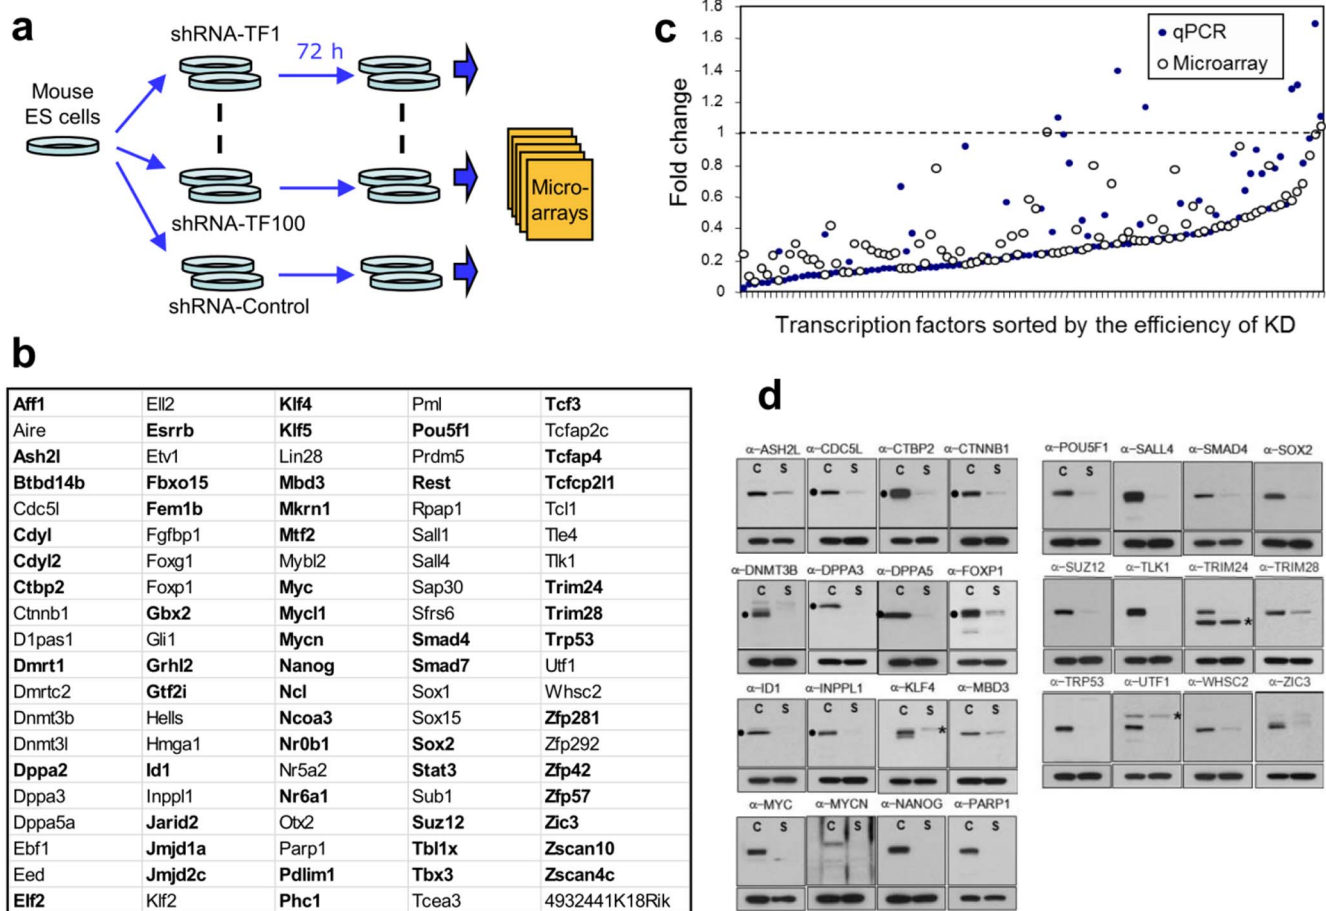 a
shRNA-TF1
72 h
Mouse
ES cells
shRNA-TF100
Micro-
arrays
shRNA-Control
c
Fold change
1.8
1.6
1.4
1.2
1
0.8
0.6
0.4
0.2
0
qPCR
Microarray
Transcription factors sorted by the efficiency of KD
b
Aff1 Ell2 Klf4 Pml Tcf3
Aire Esrrb Klf5 Pou5f1 Tcfap2c
Ash2l Etv1 Lin28 Prdm5 Tcfap4
Btbd14b Fbxo15 Mbd3 Rest Tcfcp2l1
Cdc5l Fem1b Mkrn1 Rpap1 Tcl1
Cdyl Fgfbp1 Mtf2 Sall1 Tle4
Cdyl2 Foxg1 Mybl2 Sall4 Tlk1
Ctbp2 Foxp1 Myc Sap30 Trim24
Ctnnb1 Gbx2 Mycl1 Sfrs6 Trim28
D1pas1 Gli1 Mycn Smad4 Trp53
Dmrt1 Grhl2 Nanog Smad7 Utf1
Dmrtc2 Gtf2i Ncl Sox1 Whsc2
Dnmt3b Hells Ncoa3 Sox15 Zfp281
Dnmt3l Hmga1 Nr0b1 Sox2 Zfp292
Dppa2 Id1 Nr5a2 Stat3 Zfp42
Dppa3 Inppl1 Nr6a1 Sub1 Zfp57
Dppa5a Jarid2 Otx2 Suz12 Zic3
Ebf1 Jmjd1a Parp1 Tbl1x Zscan10
Eed Jmjd2c Pdlim1 Tbx3 Zscan4c
Elf2 Klf2 Phc1 Tcea3 4932441K18Rik
d
α-ASH2L α-CDC5L α-CTBP2 α-CTNNB1
C S C S C S C S
α-DNMT3B α-DPPA3 α-DPPA5 α-FOXP1
C S C S C S C S
α-ID1 α-INPPL1 α-KLF4 α-MBD3
C S C S C S C S
*
α-MYC α-MYCN α-NANOG α-PARP1
C S C S C S C S
α-POU5F1 α-SALL4 α-SMAD4 α-SOX2
C S
α-SUZ12 α-TLK1 α-TRIM24 α-TRIM28
*
α-TRP53 α-UTF1 α-WHSC2 α-ZIC3
*